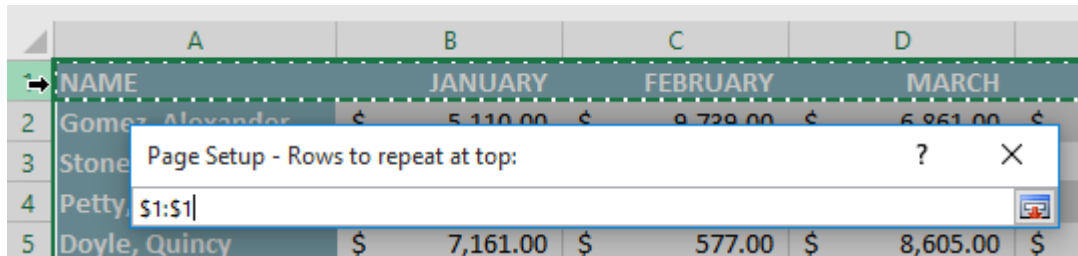 A B C D
NAME JANUARY FEBRUARY MARCH
2 Gomez, Alexander $ 5,110.00 $ 9,739.00 $ 6,861.00 $
Page Setup - Rows to repeat at top: ? ×
3 Stone
4 Petty,
$1:$1
5 Doyle, Quincy $ 7,161.00 $ 577.00 $ 8,605.00 $